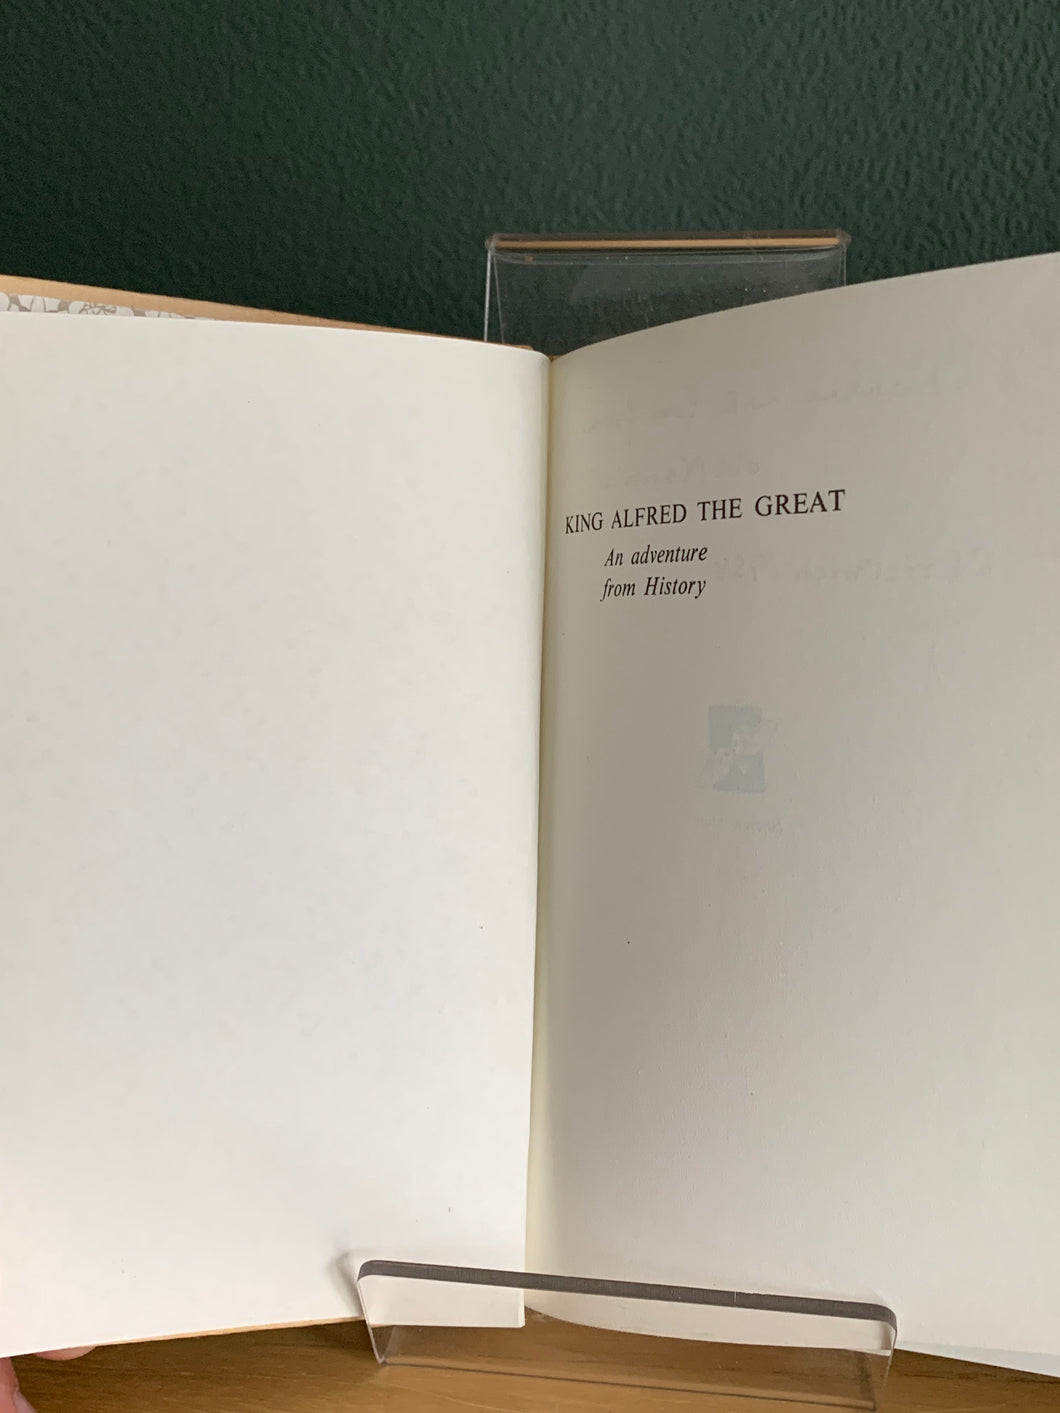 KING ALFRED THE GREAT
An adventure
from History